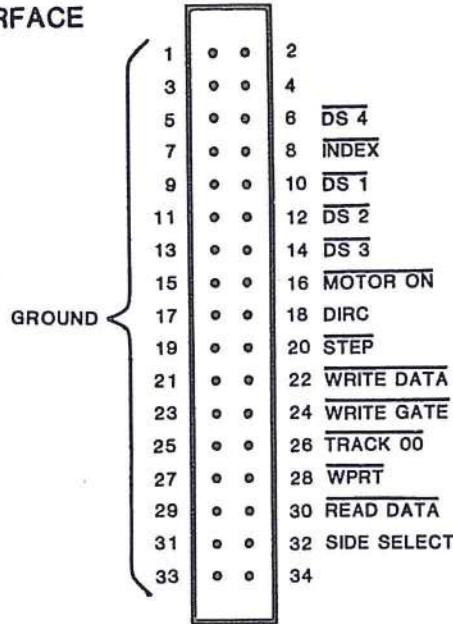 RFACE
1 2
3 4
5 6 DS 4
7 8 INDEX
9 10 DS 1
11 12 DS 2
13 14 DS 3
15 16 MOTOR ON
GROUND 17 18 DIRC
19 20 STEP
21 22 WRITE DATA
23 24 WRITE GATE
25 26 TRACK 00
27 28 WPRT
29 30 READ DATA
31 32 SIDE SELECT
33 34